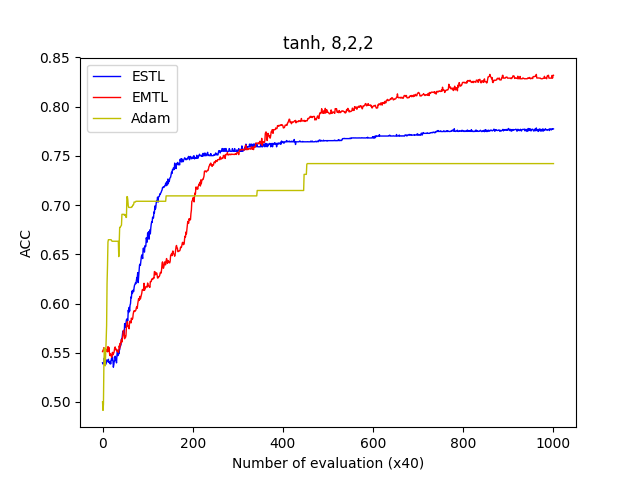 tanh, 8,2,2
ESTL
EMTL
Adam
ACC
0.85
0.80
0.75
0.70
0.65
0.60
0.55
0.50
0 200 400 600 800 1000
Number of evaluation (x40)